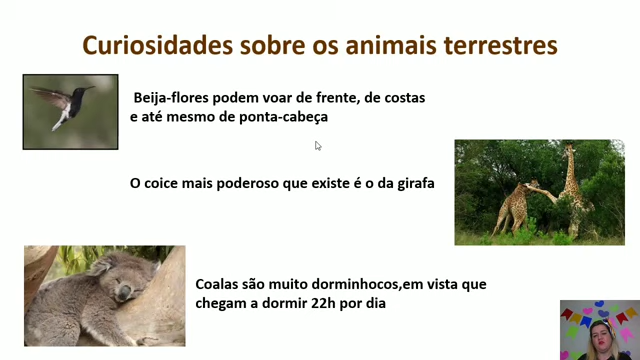 Curiosidades sobre os animais terrestres
Beija-flores podem voar de frente, de costas
e até mesmo de ponta-cabeça
O coice mais poderoso que existe é o da girafa
Coalas são muito dorminhocos,em vista que
chegam a dormir 22h por dia